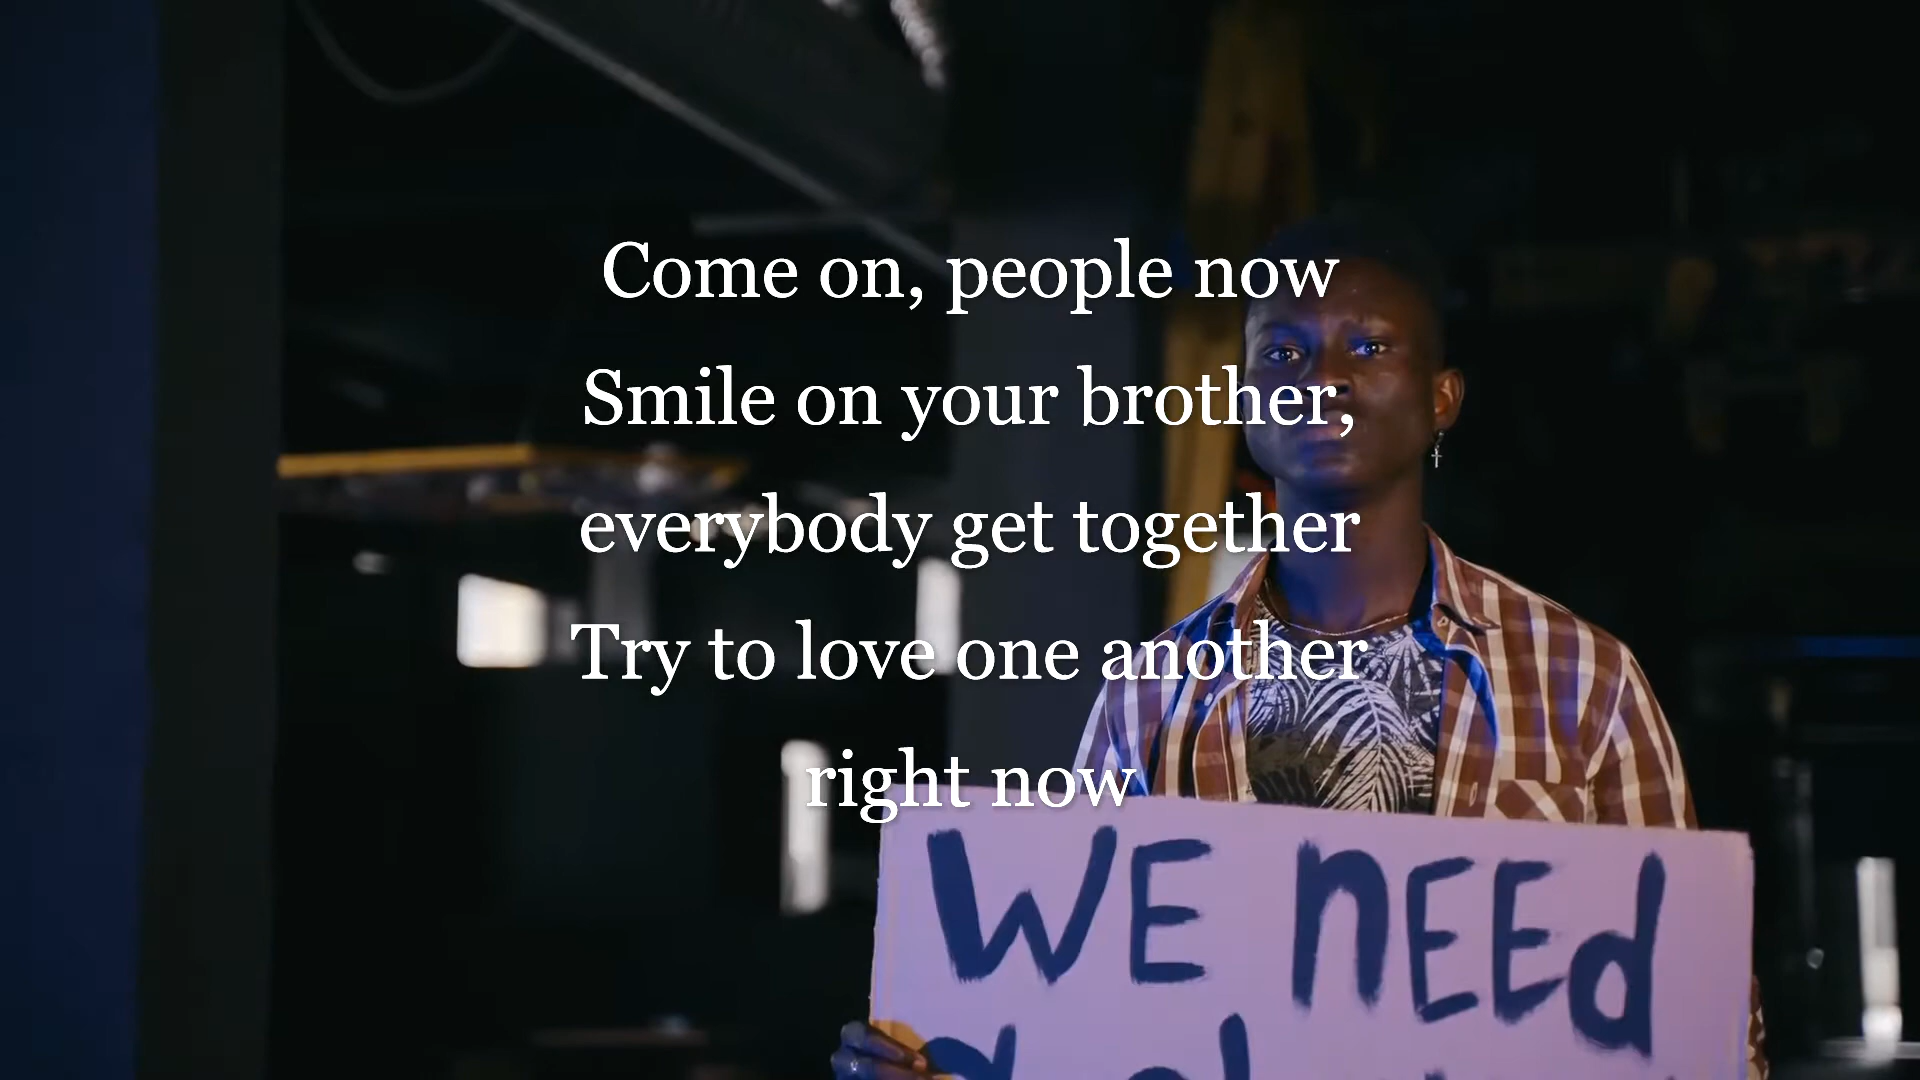 Come on, people now
Smile on your brother,
everybody get together
Try to love one another
right now
WE nEEd